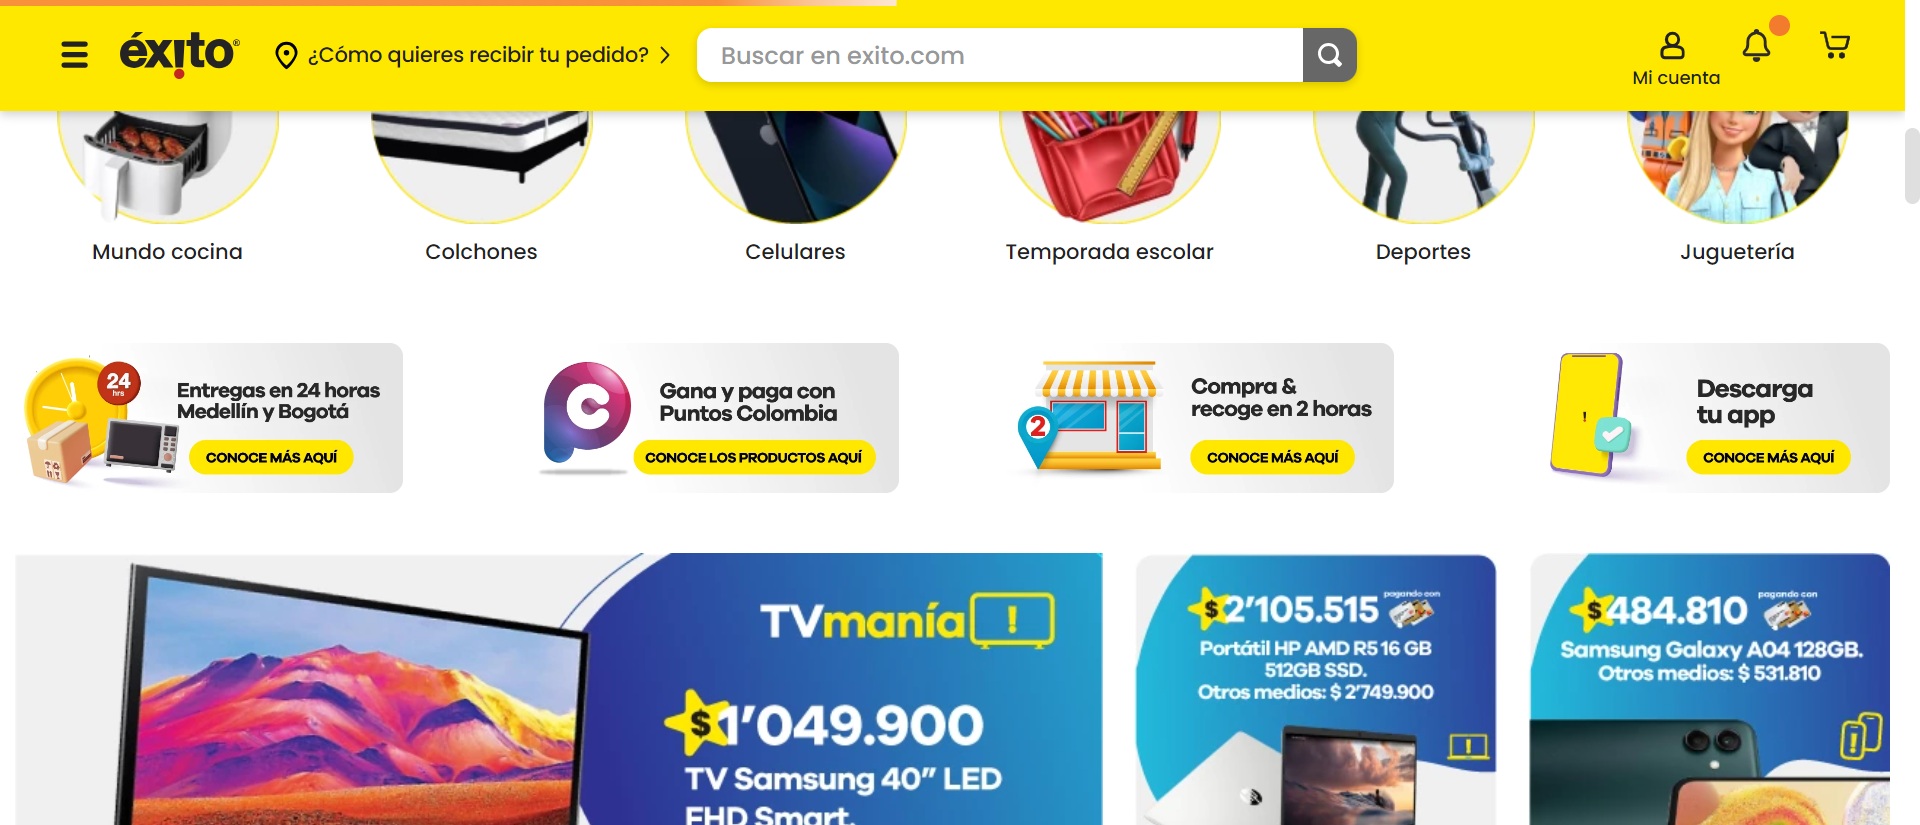 éxito®
¿Cómo quieres recibir tu pedido?
Buscar en exito.com
Mi cuenta
Mundo cocina
Colchones
Celulares
Temporada escolar
Deportes
Juguetería
24
hrs
Entregas en 24 horas
Medellín y Bogotá
CONOCE MÁS AQUÍ
Gana y paga con
Puntos Colombia
CONOCE LOS PRODUCTOS AQUÍ
2
Compra &
recoge en 2 horas
CONOCE MÁS AQUÍ
Descarga
tu app
CONOCE MÁS AQUÍ
TVmanía
$1'049.900
TV Samsung 40" LED
FHD Smart.
$2'105.515 pagando con
Portátil HP AMD R5 16 GB
512GB SSD.
Otros medios: $ 2'749.900
$484.810 pagando con
Samsung Galaxy A04 128GB.
Otros medios: $ 531.810